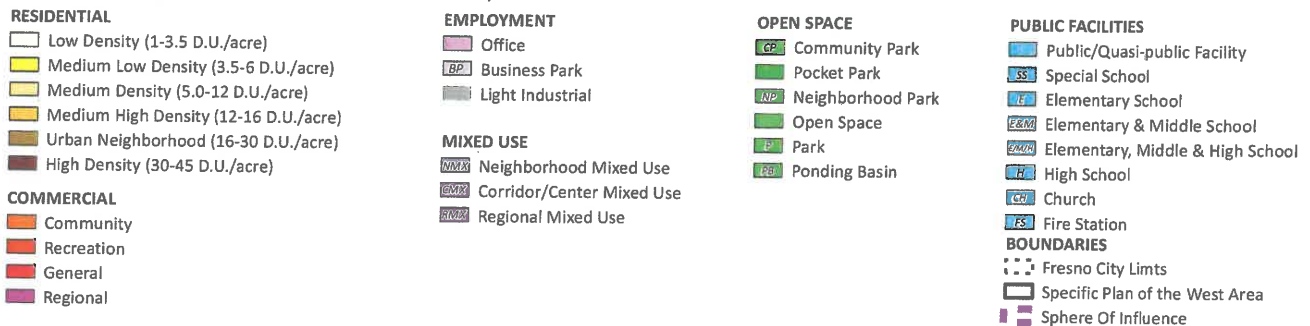 RESIDENTIAL
Low Density (1-3.5 D.U./acre)
Medium Low Density (3.5-6 D.U./acre)
Medium Density (5.0-12 D.U./acre)
Medium High Density (12-16 D.U./acre)
Urban Neighborhood (16-30 D.U./acre)
High Density (30-45 D.U./acre)
COMMERCIAL
Community
Recreation
General
Regional
EMPLOYMENT
Office
BP Business Park
Light Industrial
MIXED USE
NMX Neighborhood Mixed Use
CMX Corridor/Center Mixed Use
RMX Regional Mixed Use
OPEN SPACE
CP Community Park
Pocket Park
NP Neighborhood Park
Open Space
P Park
PB Ponding Basin
PUBLIC FACILITIES
Public/Quasi-public Facility
SS Special School
E Elementary School
E&M Elementary & Middle School
E/M/H Elementary, Middle & High School
H High School
CH Church
FS Fire Station
BOUNDARIES
Fresno City Limts
Specific Plan of the West Area
Sphere Of Influence